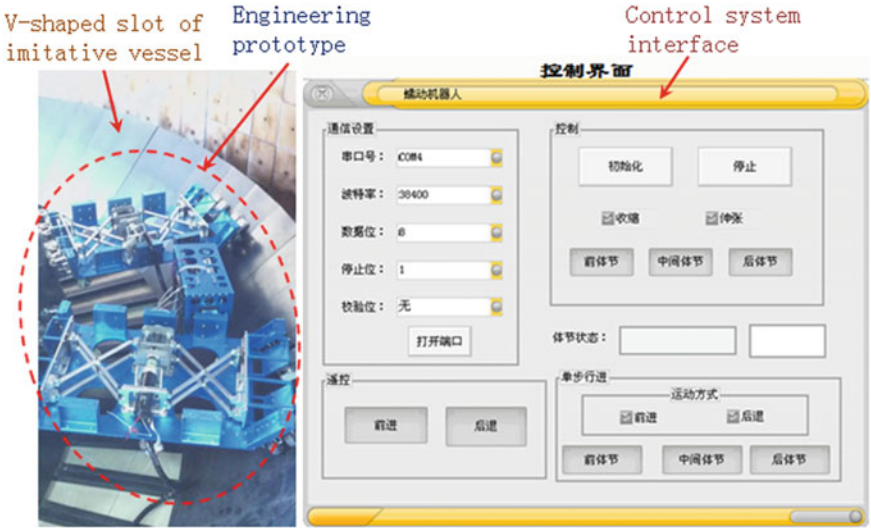 V-shaped slot of
imitative vessel
Engineering
prototype
Control system
interface
控制界面
蠕动机器人
通信设置
串口号： COM4
波特率： 38400
数据位： 8
停止位： 1
校验位： 无
打开端口
控制
初始化 停止
收缩 伸张
前体节 中间体节 后体节
体节状态：
遥控
前进 后退
单步行进
运动方式
前进 后退
前体节 中间体节 后体节